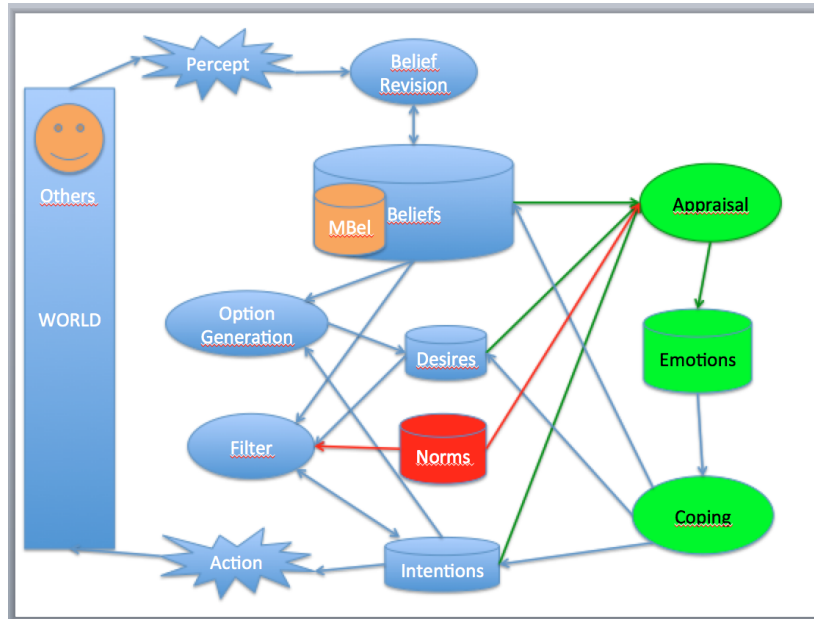 Percept
Belief
Revision
Others
MBel
Beliefs
Appraisal
WORLD
Option
Generation
Desires
Emotions
Filter
Norms
Coping
Action
Intentions